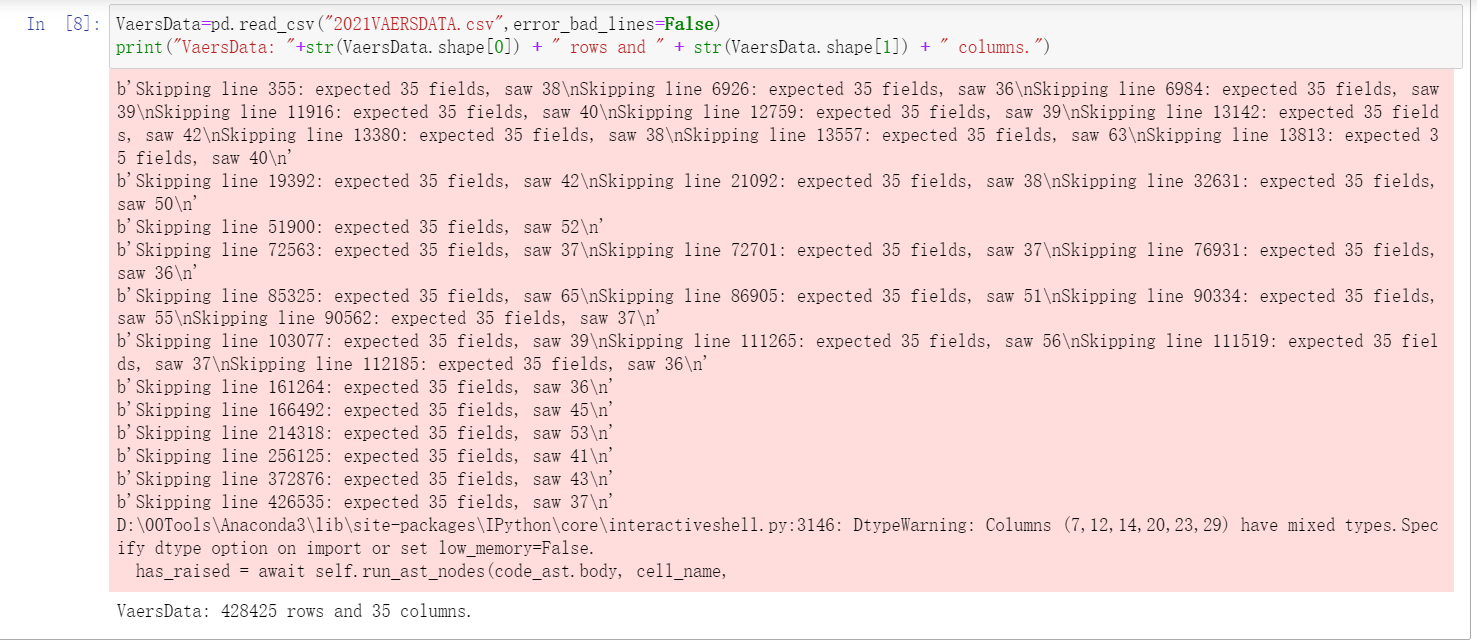 In [8]: VaersData=pd.read_csv("2021VAERSDATA.csv",error_bad_lines=False)
print("VaersData: "+str(VaersData.shape[0]) + " rows and " + str(VaersData.shape[1]) + " columns.")
b'Skipping line 355: expected 35 fields, saw 38\nSkipping line 6926: expected 35 fields, saw 36\nSkipping line 6984: expected 35 fields, saw
39\nSkipping line 11916: expected 35 fields, saw 40\nSkipping line 12759: expected 35 fields, saw 39\nSkipping line 13142: expected 35 field
s, saw 42\nSkipping line 13380: expected 35 fields, saw 38\nSkipping line 13557: expected 35 fields, saw 63\nSkipping line 13813: expected 3
5 fields, saw 40\n'
b'Skipping line 19392: expected 35 fields, saw 42\nSkipping line 21092: expected 35 fields, saw 38\nSkipping line 32631: expected 35 fields,
saw 50\n'
b'Skipping line 51900: expected 35 fields, saw 52\n'
b'Skipping line 72563: expected 35 fields, saw 37\nSkipping line 72701: expected 35 fields, saw 37\nSkipping line 76931: expected 35 fields,
saw 36\n'
b'Skipping line 85325: expected 35 fields, saw 65\nSkipping line 86905: expected 35 fields, saw 51\nSkipping line 90334: expected 35 fields,
saw 55\nSkipping line 90562: expected 35 fields, saw 37\n'
b'Skipping line 103077: expected 35 fields, saw 39\nSkipping line 111265: expected 35 fields, saw 56\nSkipping line 111519: expected 35 fiel
ds, saw 37\nSkipping line 112185: expected 35 fields, saw 36\n'
b'Skipping line 161264: expected 35 fields, saw 36\n'
b'Skipping line 166492: expected 35 fields, saw 45\n'
b'Skipping line 214318: expected 35 fields, saw 53\n'
b'Skipping line 256125: expected 35 fields, saw 41\n'
b'Skipping line 372876: expected 35 fields, saw 43\n'
b'Skipping line 426535: expected 35 fields, saw 37\n'
D:\00Tools\Anaconda3\lib\site-packages\IPython\core\interactiveshell.py:3146: DtypeWarning: Columns (7,12,14,20,23,29) have mixed types.Spec
ify dtype option on import or set low_memory=False.
has_raised = await self.run_ast_nodes(code_ast.body, cell_name,
VaersData: 428425 rows and 35 columns.